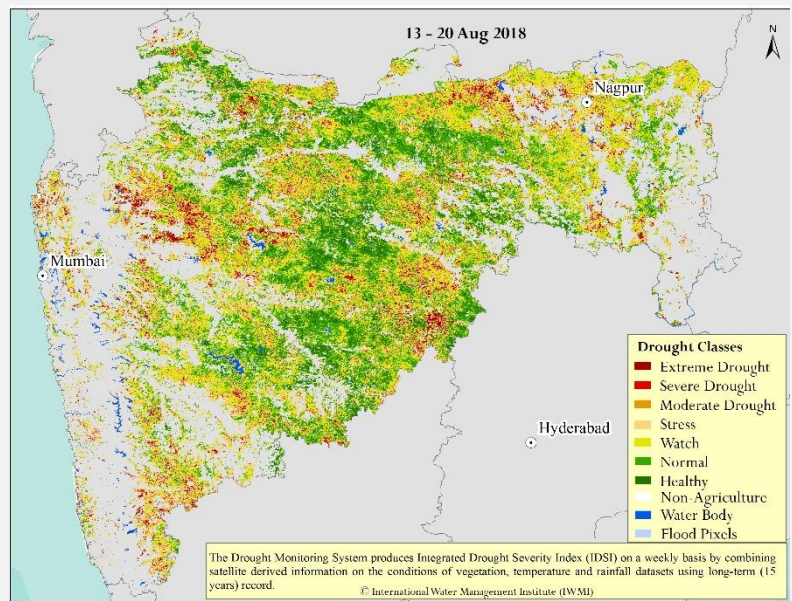 13 - 20 Aug 2018
N
Nagpur
Mumbai
Hyderabad
Drought Classes
Extreme Drought
Severe Drought
Moderate Drought
Stress
Watch
Normal
Healthy
Non-Agriculture
Water Body
Flood Pixels
The Drought Monitoring System produces Integrated Drought Severity Index (IDSI) on a weekly basis by combining
satellite derived information on the conditions of vegetation, temperature and rainfall datasets using long-term (15
years) record.
© International Water Management Institute (IWMI)